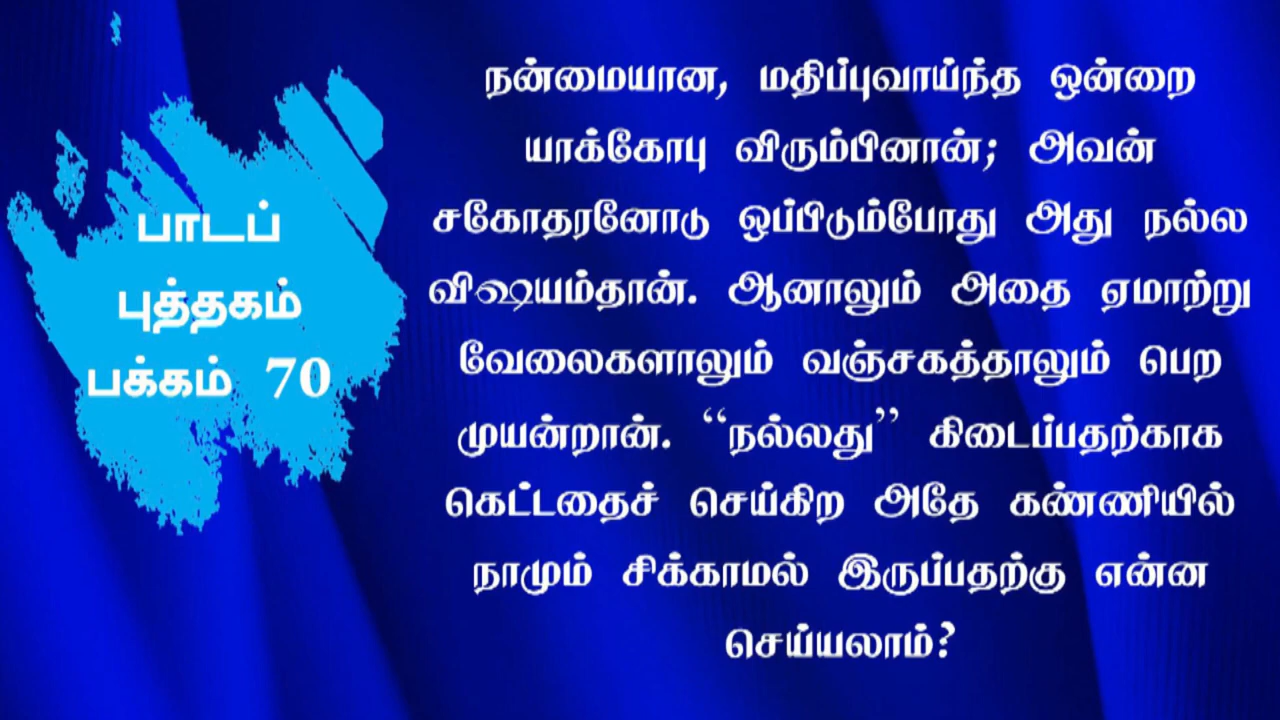 பாடப்
புத்தகம்
பக்கம் 70
நன்மையான, மதிப்புவாய்ந்த ஒன்றை
யாக்கோபு விரும்பினான்; அவன்
சகோதரனோடு ஒப்பிடும்போது அது நல்ல
விஷயம்தான். ஆனாலும் அதை ஏமாற்று
வேலைகளாலும் வஞ்சகத்தாலும் பெற
முயன்றான். “நல்லது” கிடைப்பதற்காக
கெட்டதைச் செய்கிற அதே கண்ணியில்
நாமும் சிக்காமல் இருப்பதற்கு என்ன
செய்யலாம்?